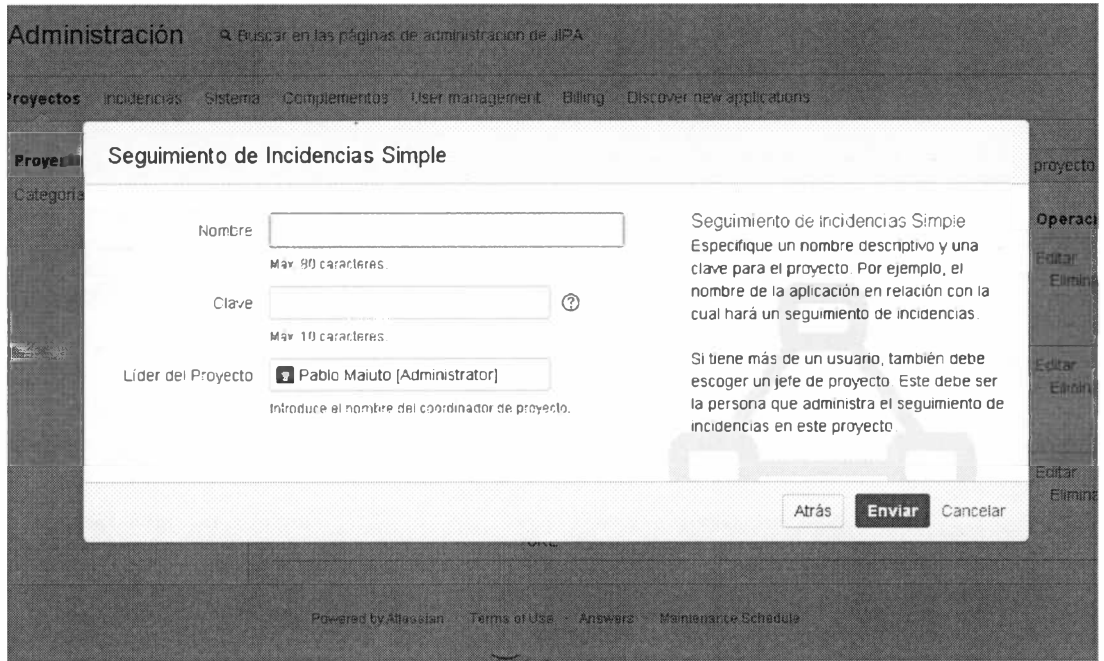 Administración
Buscar en las páginas de administración de JIPA
Proyectos Incidencias Sistema Complementos User management Billing Discover new applications
Seguimiento de Incidencias Simple
Categoría
proyecto
Operaci
Nombre
Máx. 80 caracteres.
Clave
Máx. 10 caracteres.
Líder del Proyecto
Pablo Maiuto [Administrator]
Introduce el nombre del coordinador de proyecto.
Seguimiento de incidencias Simple
Especifique un nombre descriptivo y una
clave para el proyecto. Por ejemplo, el
nombre de la aplicación en relación con la
cual hará un seguimiento de incidencias.
Si tiene más de un usuario, también debe
escoger un jefe de proyecto. Este debe ser
la persona que administra el seguimiento de
incidencias en este proyecto.
Editar
Elimina
Editar
Elimin
Editar
Elimina
Atrás Enviar Cancelar
Powered by Atlassian · Terms of Use · Answers · Maintenance Schedule